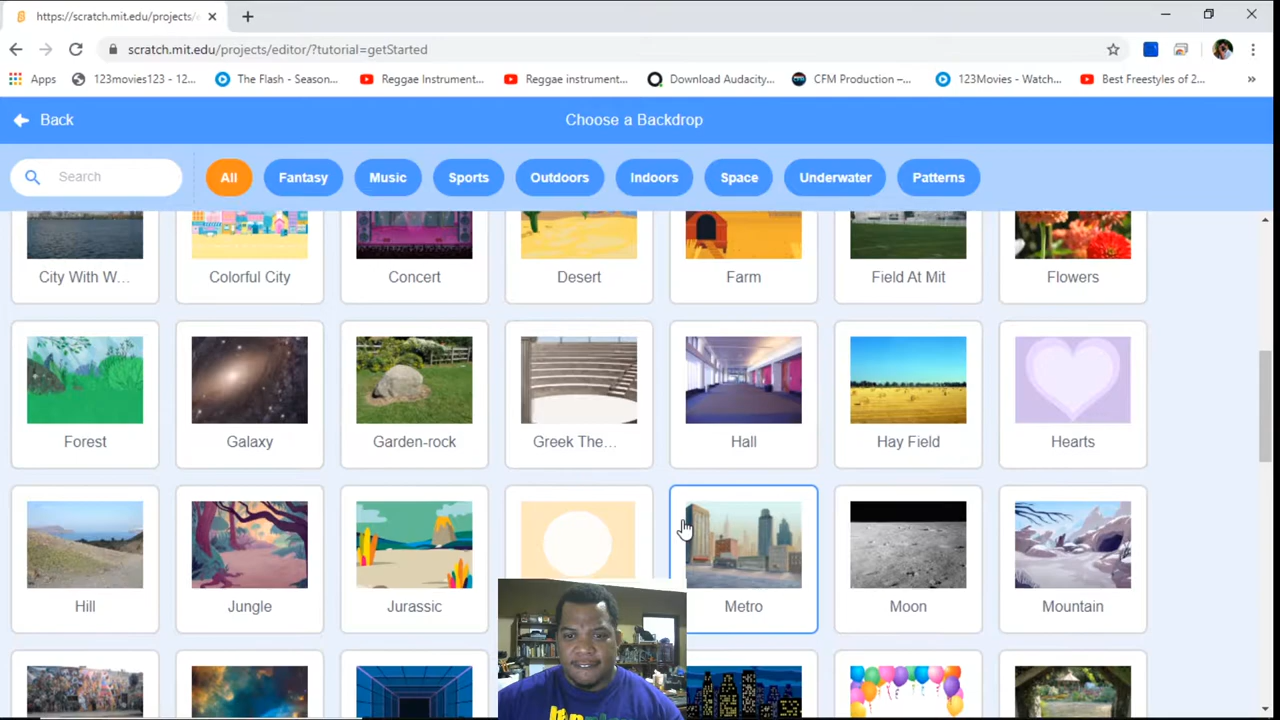 https://scratch.mit.edu/projects/e
scratch.mit.edu/projects/editor/?tutorial=getStarted
Apps 123movies123 - 12... The Flash - Season... Reggae Instrument... Reggae instrument... Download Audacity... CFM Production –... 123Movies - Watch... Best Freestyles of 2... »
Back Choose a Backdrop
Search All Fantasy Music Sports Outdoors Indoors Space Underwater Patterns
City With W... Colorful City Concert Desert Farm Field At Mit Flowers
Forest Galaxy Garden-rock Greek The... Hall Hay Field Hearts
Hill Jungle Jurassic Metro Moon Mountain